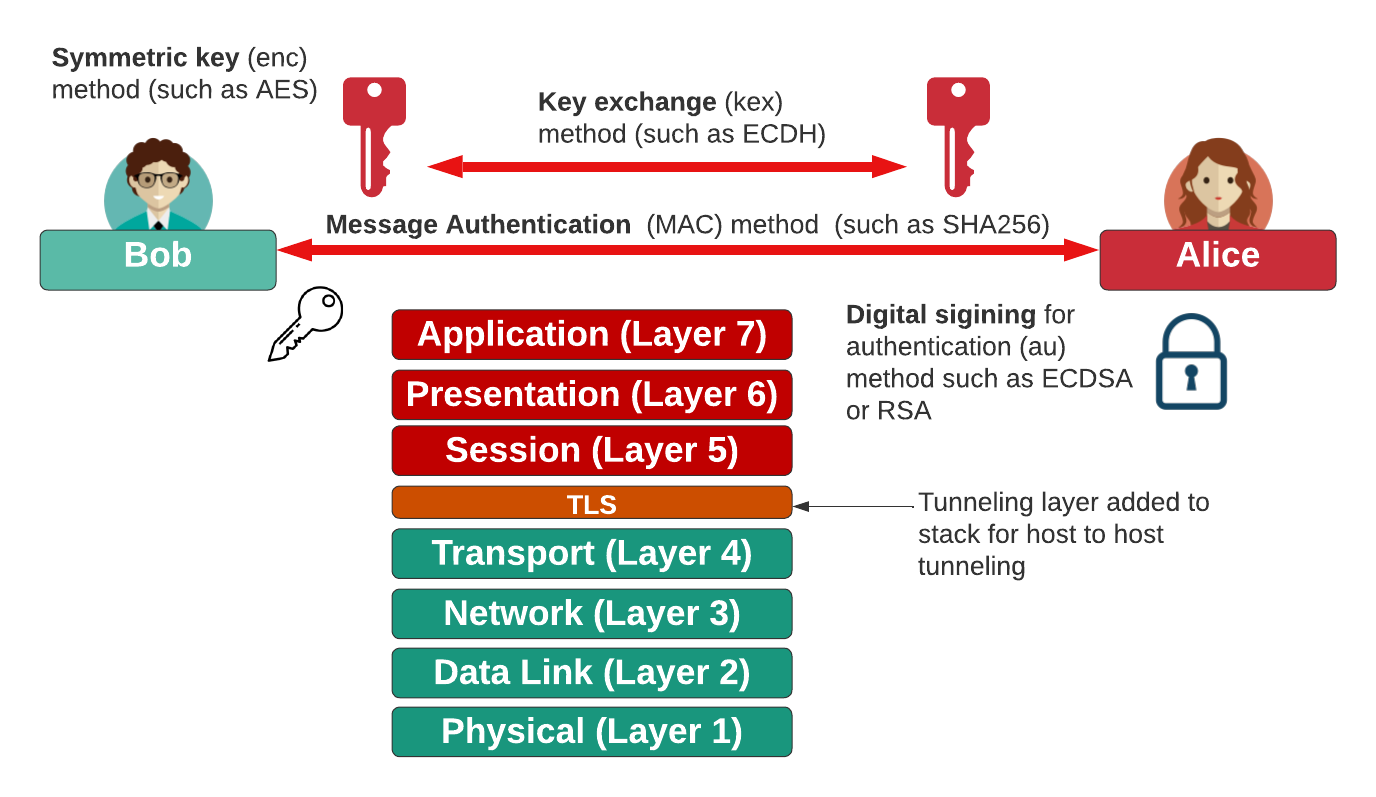 Symmetric key (enc)
method (such as AES)
Key exchange (kex)
method (such as ECDH)
Message Authentication (MAC) method (such as SHA256)
Bob
Alice
Application (Layer 7)
Presentation (Layer 6)
Session (Layer 5)
TLS
Transport (Layer 4)
Network (Layer 3)
Data Link (Layer 2)
Physical (Layer 1)
Digital sigining for
authentication (au)
method such as ECDSA
or RSA
Tunneling layer added to
stack for host to host
tunneling